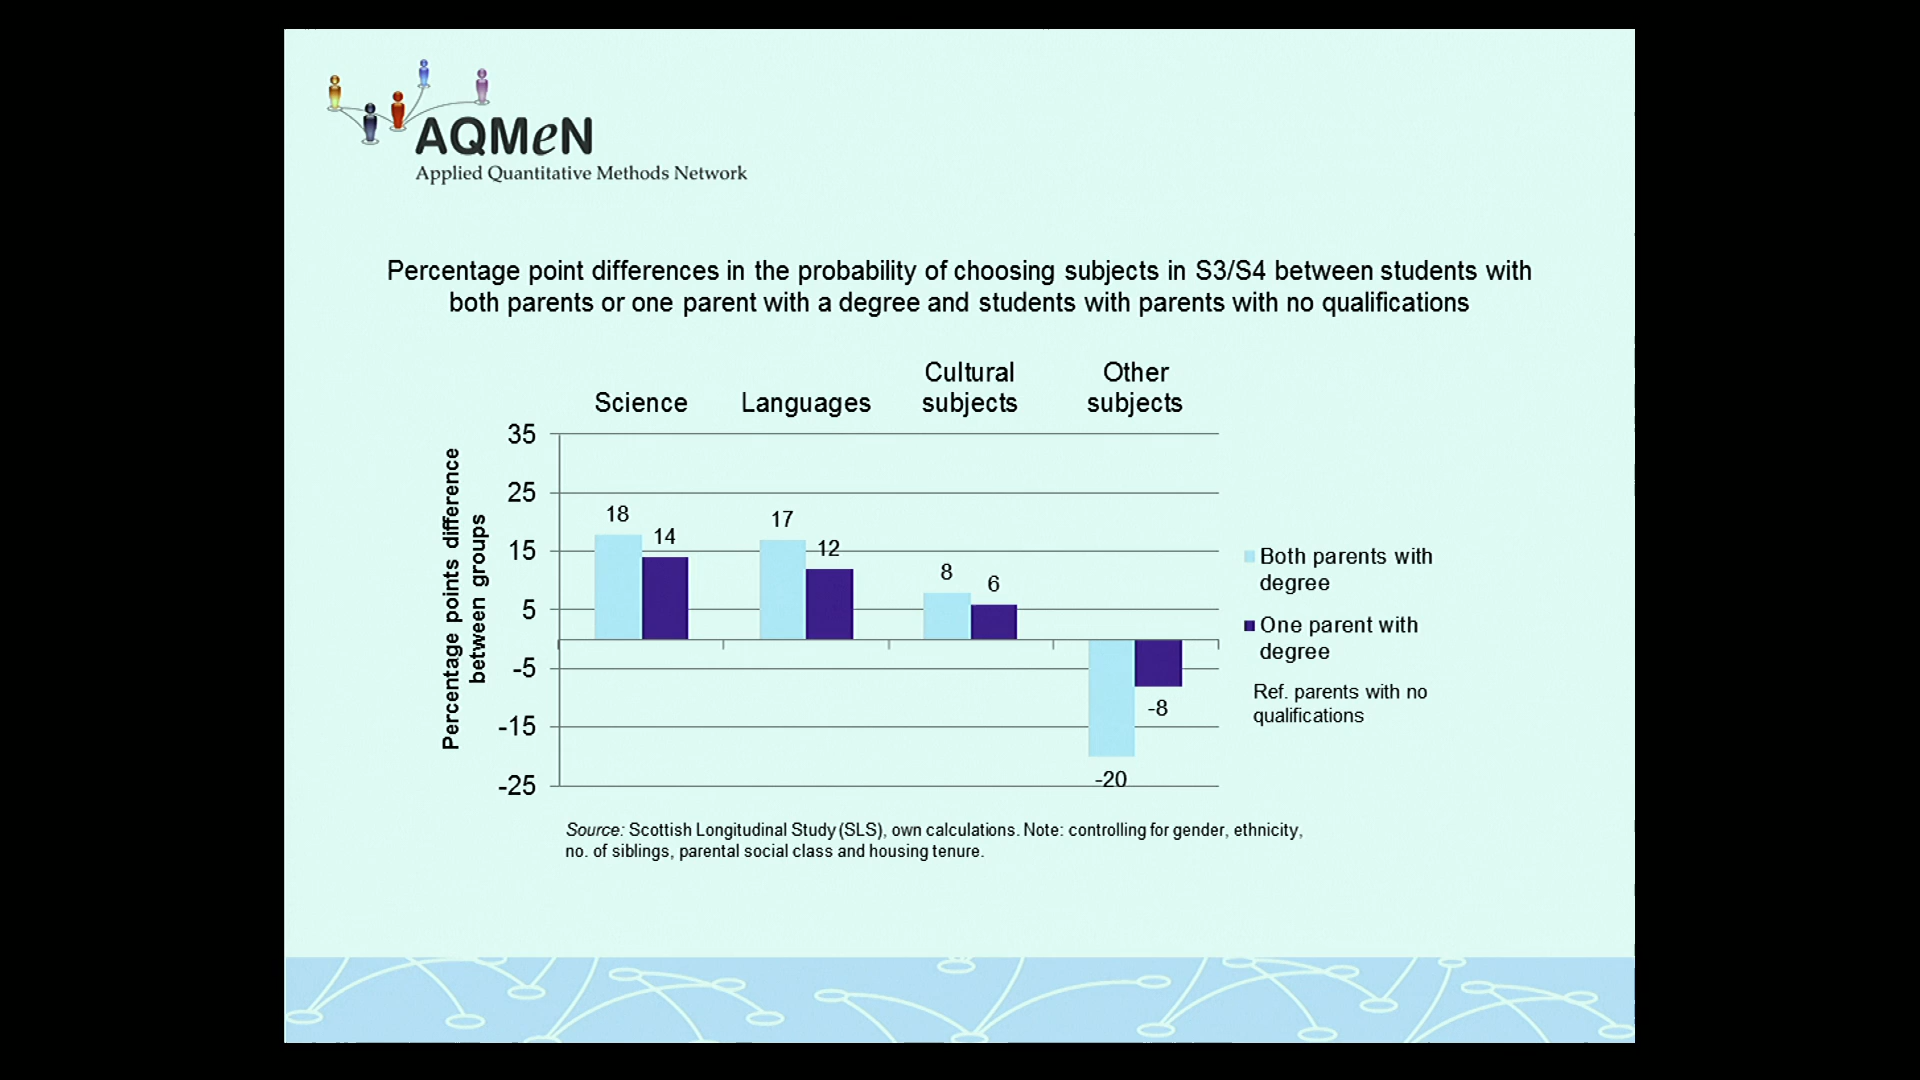 AQMeN
Applied Quantitative Methods Network
Percentage point differences in the probability of choosing subjects in S3/S4 between students with
both parents or one parent with a degree and students with parents with no qualifications
Science
Languages
Cultural
subjects
Other
subjects
Percentage points difference
between groups
35
25
15
5
-5
-15
-25
18
14
17
12
8
6
-20
-8
Both parents with
degree
One parent with
degree
Ref. parents with no
qualifications
Source: Scottish Longitudinal Study (SLS), own calculations. Note: controlling for gender, ethnicity,
no. of siblings, parental social class and housing tenure.